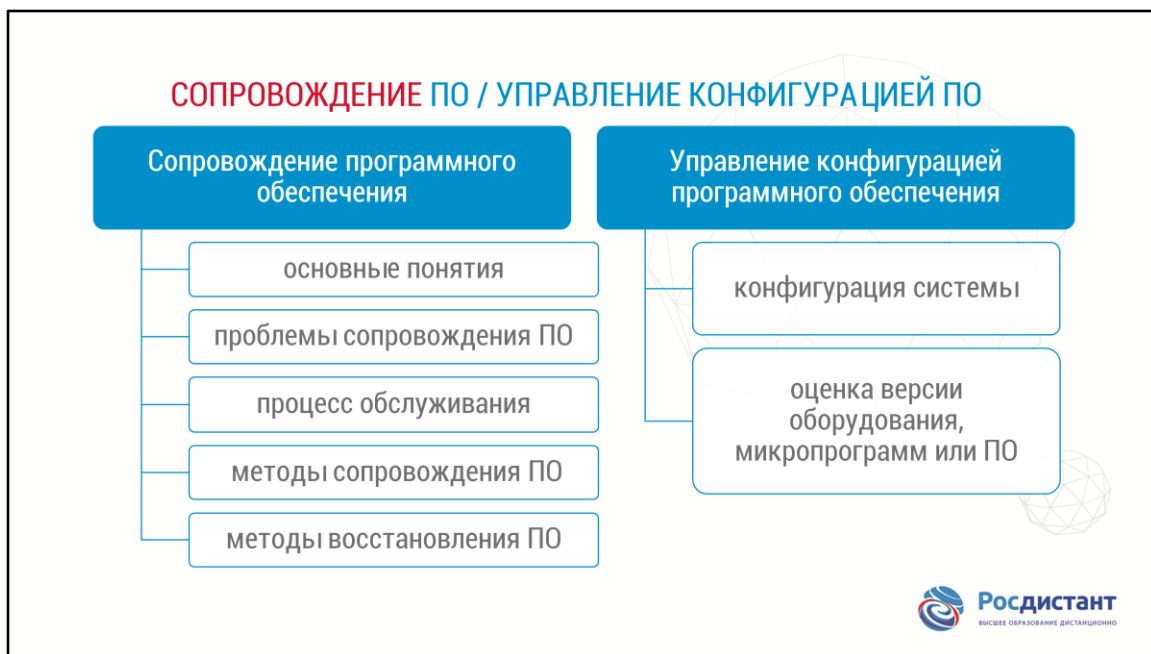 СОПРОВОЖДЕНИЕ ПО / УПРАВЛЕНИЕ КОНФИГУРАЦИЕЙ ПО
Сопровождение программного
обеспечения
основные понятия
проблемы сопровождения ПО
процесс обслуживания
методы сопровождения ПО
методы восстановления ПО
Управление конфигурацией
программного обеспечения
конфигурация системы
оценка версии
оборудования,
микропрограмм или ПО
Росдистант
ВЫСШЕЕ ОБРАЗОВАНИЕ ДИСТАНЦИОННО